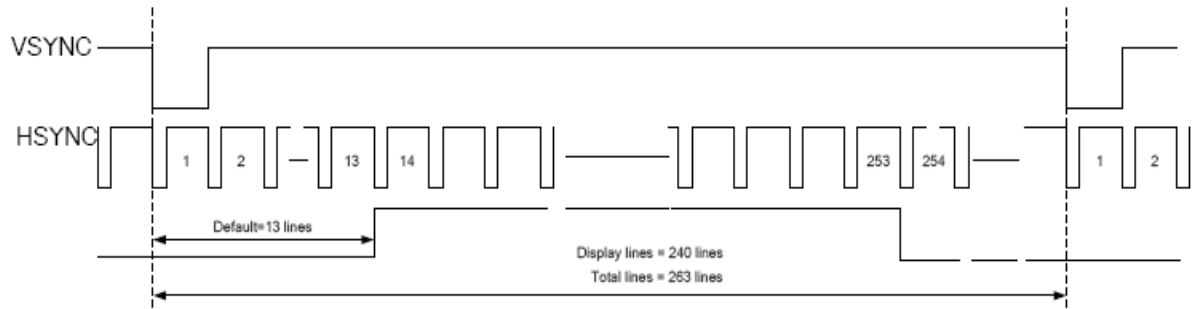 VSYNC
HSYNC
1 2 13 14 253 254 1 2
Default=13 lines
Display lines = 240 lines
Total lines = 263 lines